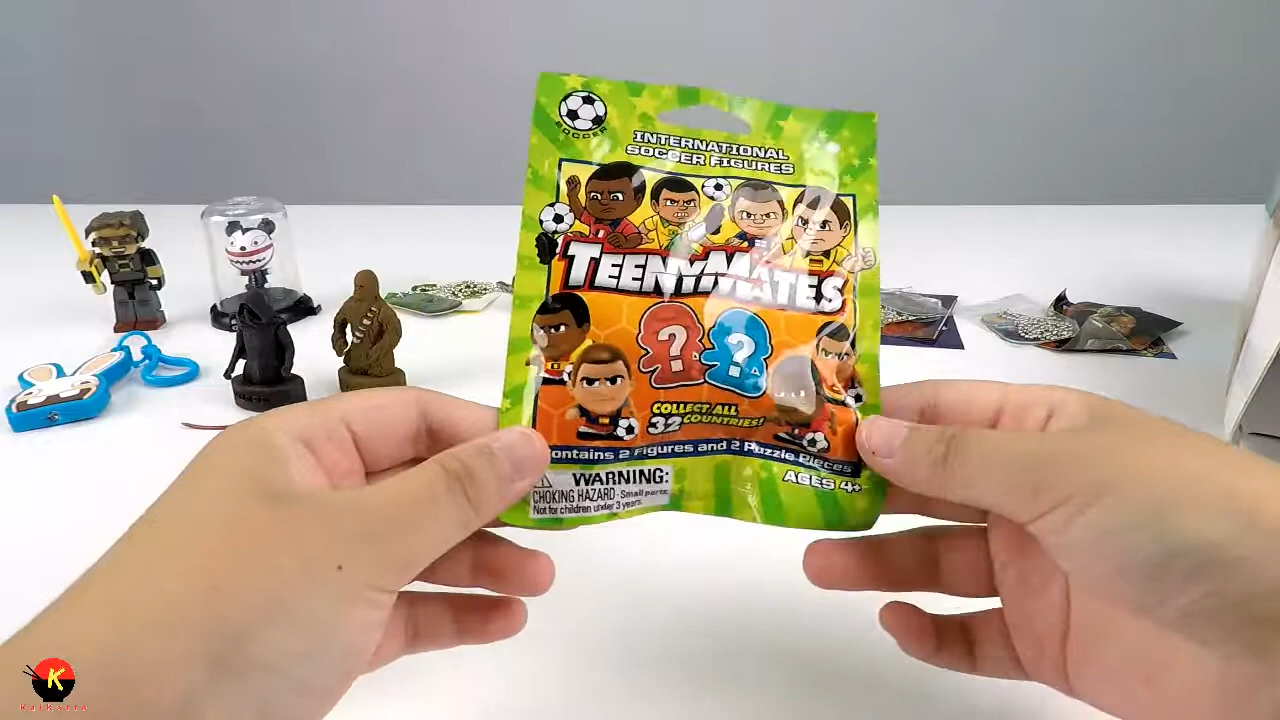 SOCCER
INTERNATIONAL
SOCCER FIGURES
TEENYMATES
? ?
COLLECT ALL
32 COUNTRIES!
ontains 2 Figures and 2 Puzzle Pieces
AGES 4+
WARNING:
CHOKING HAZARD - Small parts.
Not for children under 3 years.
K